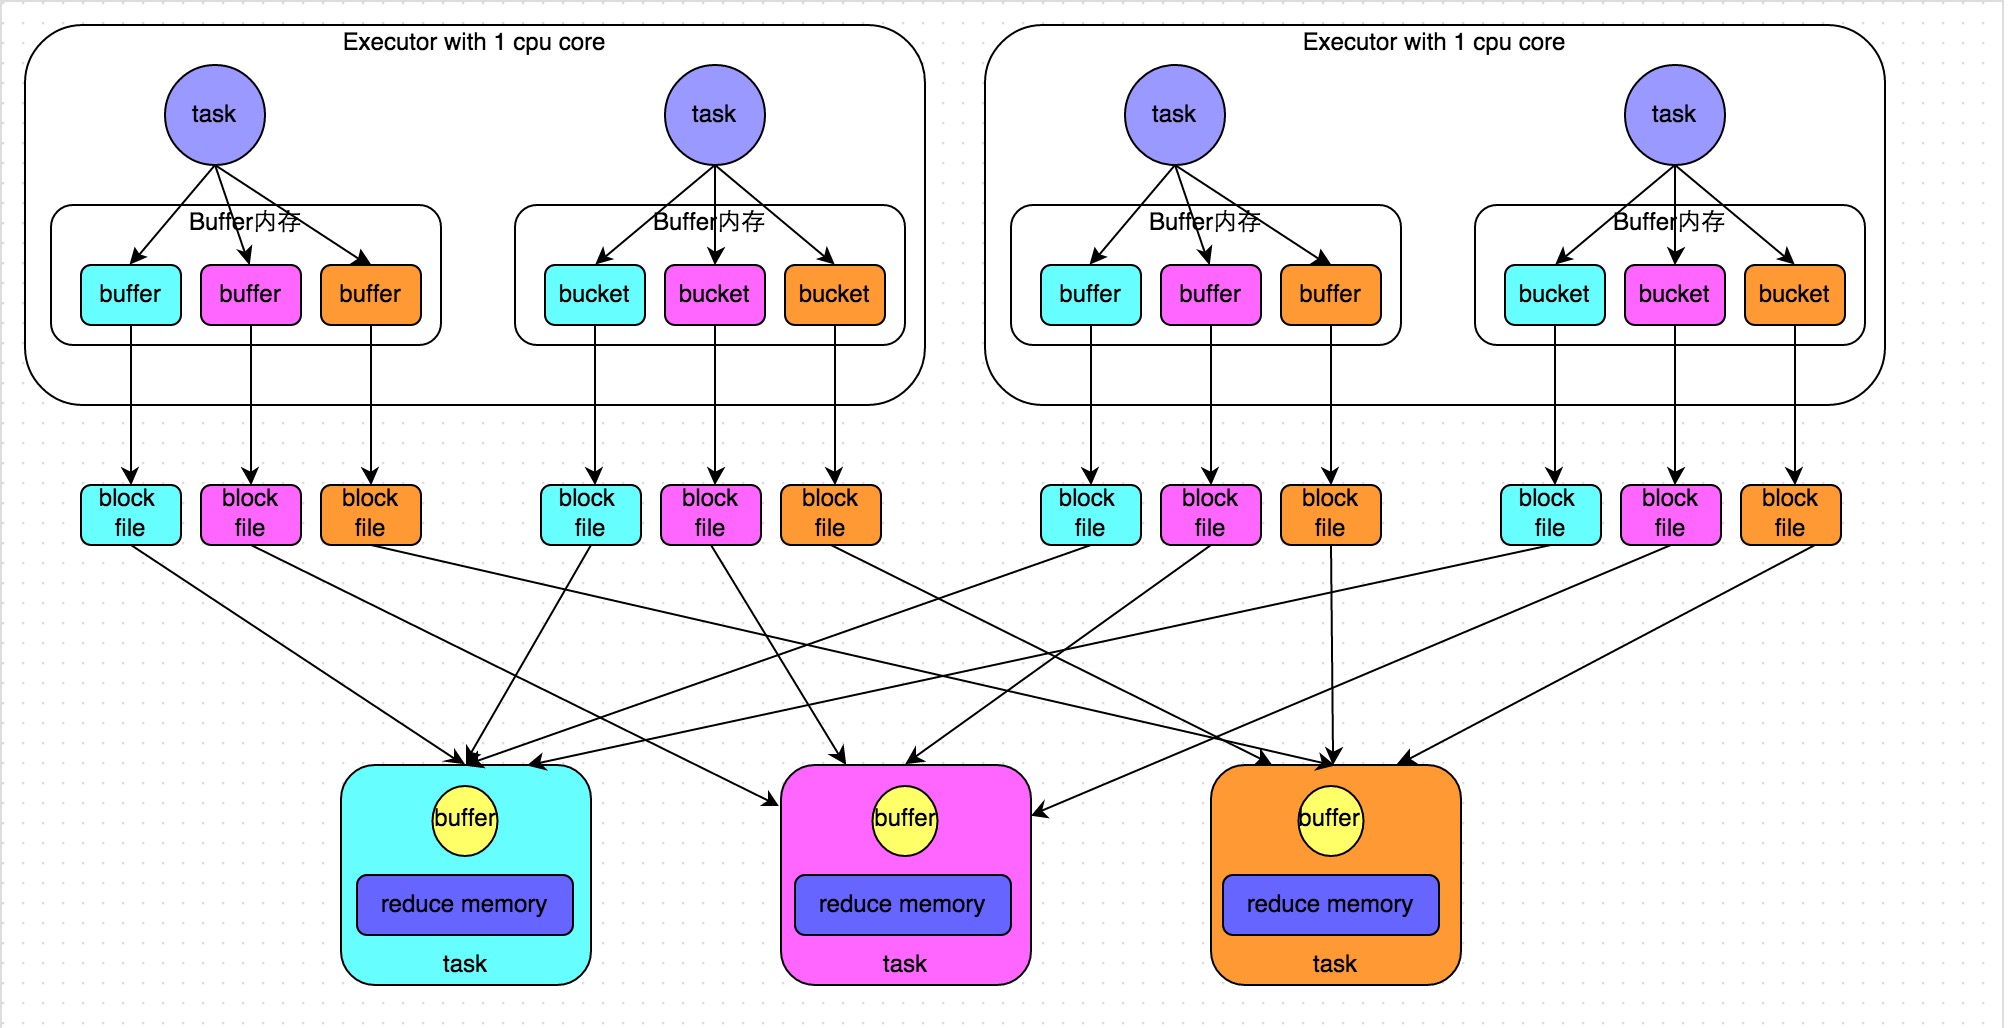 Executor with 1 cpu core
Executor with 1 cpu core
task
task
task
task
Buffer内存
Buffer内存
Buffer内存
Buffer内存
buffer
buffer
buffer
bucket
bucket
bucket
buffer
buffer
buffer
bucket
bucket
bucket
block
file
block
file
block
file
block
file
block
file
block
file
block
file
block
file
block
file
block
file
block
file
block
file
buffer
buffer
buffer
reduce memory
reduce memory
reduce memory
task
task
task